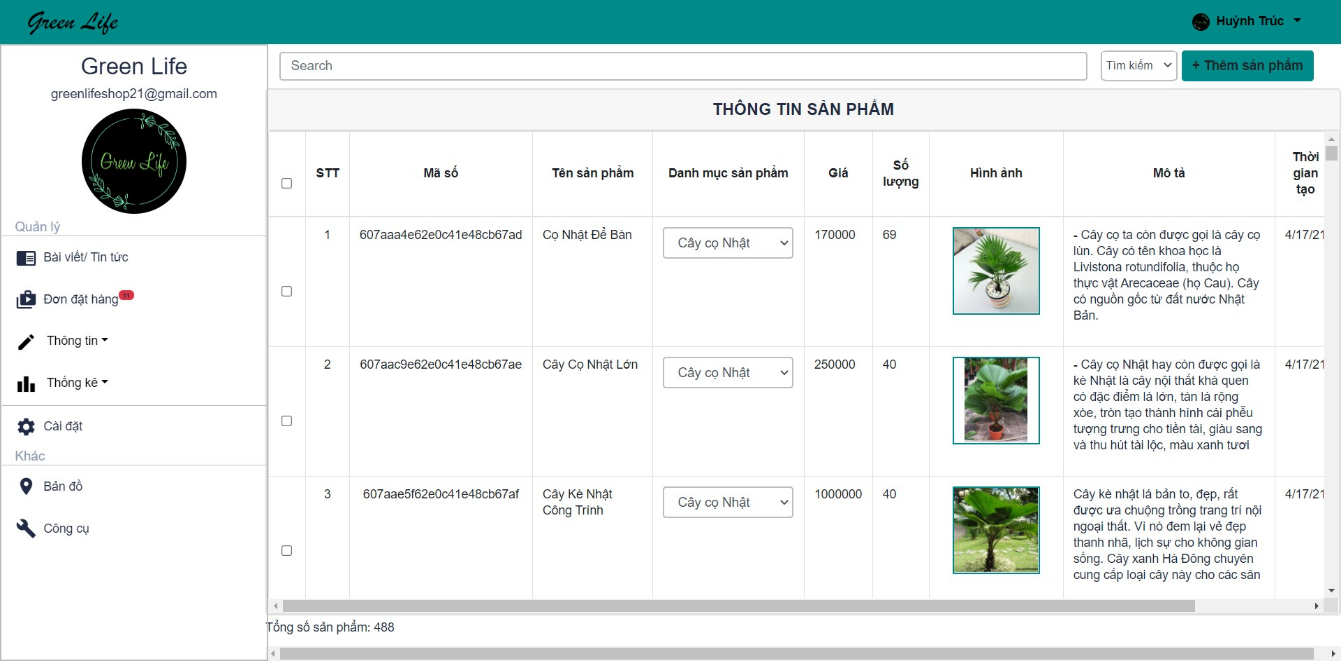 Green Life
Huỳnh Trúc
Green Life
greenlifeshop21@gmail.com
Green Life
Quản lý
Bài viết/ Tin tức
Đơn đặt hàng
Thông tin
Thống kê
Cài đặt
Khác
Bản đồ
Công cụ
Search
Tìm kiếm
+ Thêm sản phẩm
THÔNG TIN SẢN PHẨM
STT
Mã số
Tên sản phẩm
Danh mục sản phẩm
Giá
Số
lượng
Hình ảnh
Mô tả
Thời
gian
tạo
1
607aaa4e62e0c41e48cb67ad
Cọ Nhật Để Bàn
Cây cọ Nhật
170000
69
- Cây cọ ta còn được gọi là cây cọ
lùn. Cây có tên khoa học là
Livistona rotundifolia, thuộc họ
thực vật Arecaceae (họ Cau). Cây
có nguồn gốc từ đất nước Nhật
Bản.
4/17/21
2
607aac9e62e0c41e48cb67ae
Cây Cọ Nhật Lớn
Cây cọ Nhật
250000
40
- Cây cọ Nhật hay còn được gọi là
kè Nhật là cây nội thất khá quen
có đặc điểm lá lớn, tán lá rộng
xòe, tròn tạo thành hình cái phễu
tượng trưng cho tiền tài, giàu sang
và thu hút tài lộc, màu xanh tươi
4/17/21
3
607aae5f62e0c41e48cb67af
Cây Kè Nhật
Công Trình
Cây cọ Nhật
1000000
40
Cây kè nhật lá bản to, đẹp, rất
được ưa chuộng trồng trang trí nội
ngoại thất. Vì nó đem lại vẻ đẹp
thanh nhã, lịch sự cho không gian
sống. Cây xanh Hà Đông chuyên
cung cấp loại cây này cho các sân
4/17/21
Tổng số sản phẩm: 488